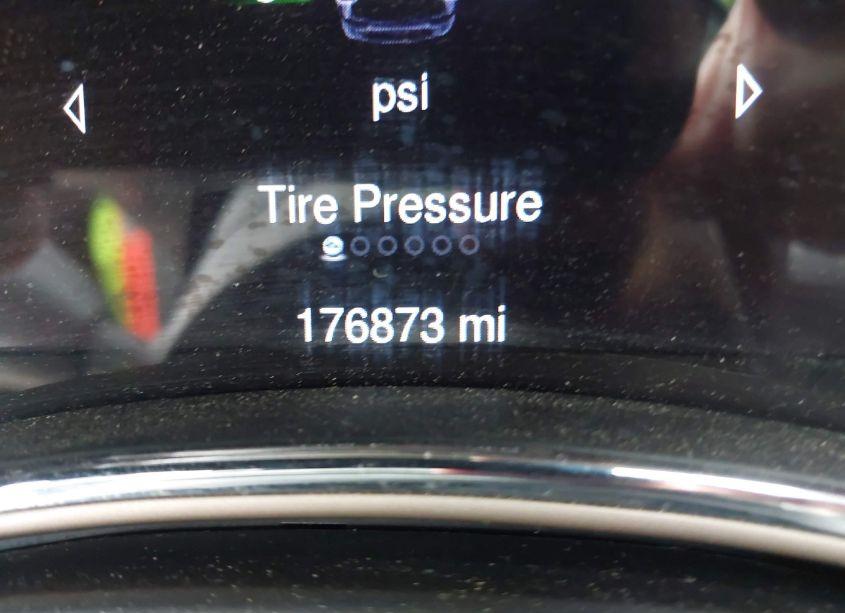 psi
Tire Pressure
176873 mi